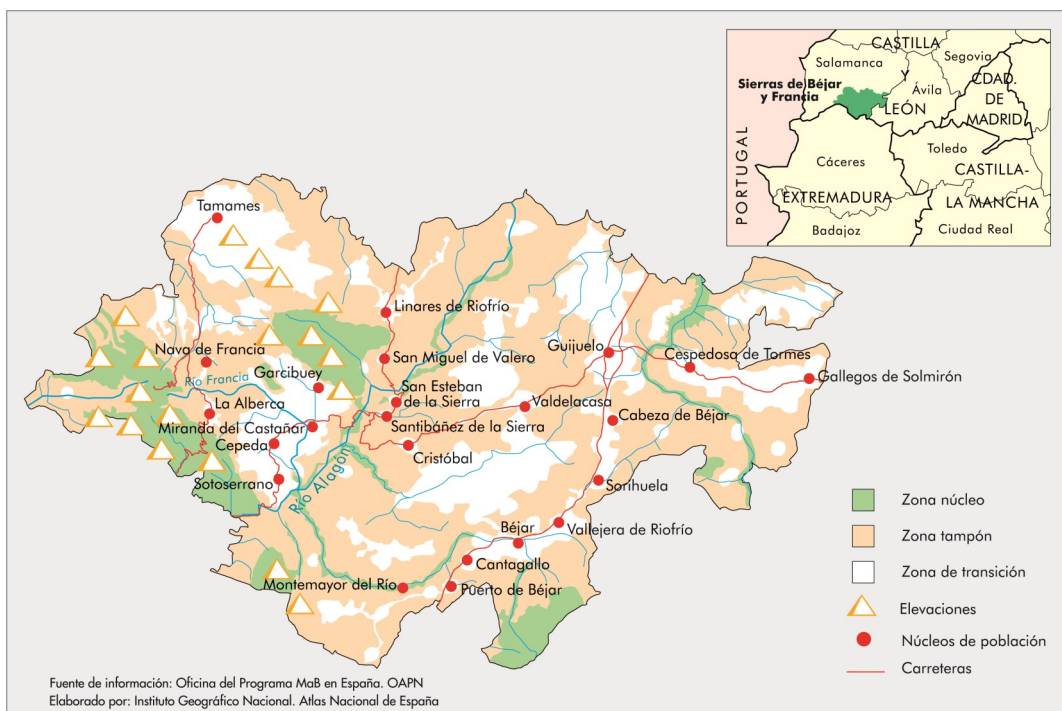 CASTILLA
Salamanca
Segovia
Sierras de Béjar
y Francia
Y
Ávila
CDAD.
DE
MADRID
LEÓN
PORTUGAL
Toledo
Cáceres
CASTILLA-
EXTREMADURA
LA MANCHA
Badajoz
Ciudad Real
Tamames
Linares de Riofrío
Nava de Francia
San Miguel de Valero
Guijuelo
Cespedosa de Tormes
Río Francia
Garcibuey
Gallegos de Solmirón
San Esteban
de la Sierra
La Alberca
Valdelacasa
Miranda del Castañar
Santibáñez de la Sierra
Cabeza de Béjar
Cepeda
Cristóbal
Sotoserrano
Río Alagón
Sorihuela
Béjar
Vallejera de Riofrío
Cantagallo
Montemayor del Río
Puerto de Béjar
Zona núcleo
Zona tampón
Zona de transición
Elevaciones
Núcleos de población
Carreteras
Fuente de información: Oficina del Programa MaB en España. OAPN
Elaborado por: Instituto Geográfico Nacional. Atlas Nacional de España